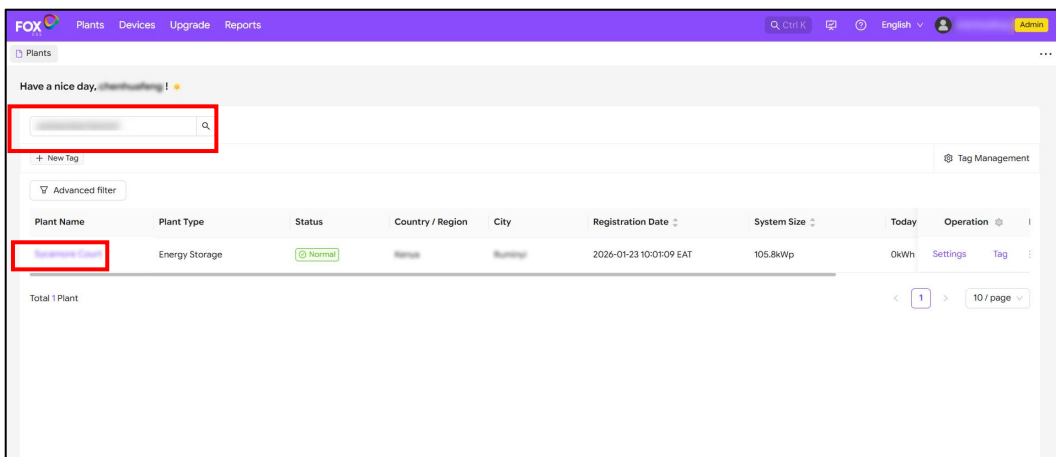 FOX ESS Plants Devices Upgrade Reports Ctrl K English Admin
Plants ...
Have a nice day, !
+ New Tag Tag Management
Advanced filter
Plant Name Plant Type Status Country / Region City Registration Date System Size Today Operation
Energy Storage Normal 2026-01-23 10:01:09 EAT 105.8kWp 0kWh Settings Tag
Total 1 Plant < 1 > 10 / page